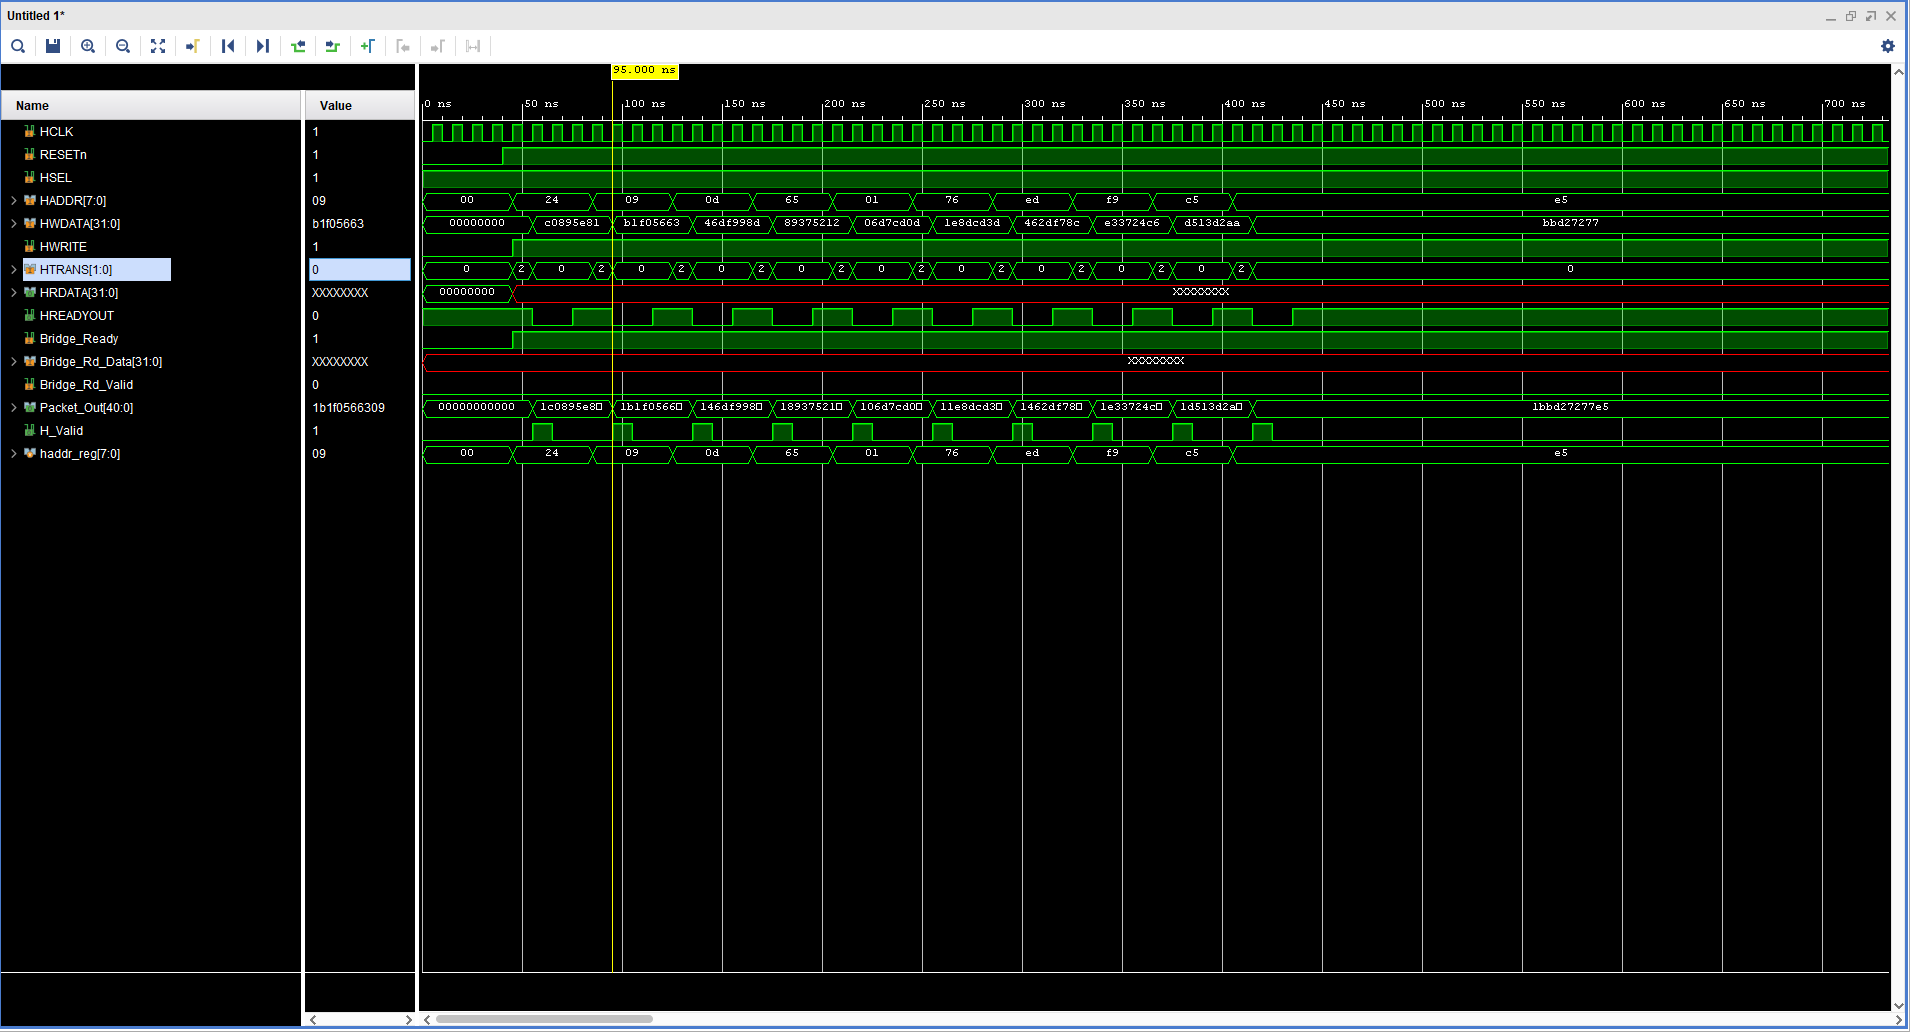 Untitled 1*
95.000 ns
Name Value
0 ns 50 ns 100 ns 150 ns 200 ns 250 ns 300 ns 350 ns 400 ns 450 ns 500 ns 550 ns 600 ns 650 ns 700 ns
HCLK 1
RESETn 1
HSEL 1
HADDR[7:0] 09 00 24 09 0d 65 01 76 ed f9 c5 e5
HWDATA[31:0] b1f05663 00000000 c0895e81 b1f05663 46df998d 89375212 06d7cd0d 1e8dcd3d 462df78c e33724c6 d513d2aa bbd27277
HWRITE 1
HTRANS[1:0] 0 0 2 0 2 0 2 0 2 0 2 0 2 0 2 0 2 0 2 0 2 0
HRDATA[31:0] XXXXXXXX 00000000 XXXXXXXX
HREADYOUT 0
Bridge_Ready 1
Bridge_Rd_Data[31:0] XXXXXXXX XXXXXXXX
Bridge_Rd_Valid 0
Packet_Out[40:0] 1b1f0566309 00000000000 1c0895e8▯ 1b1f0566▯ 146df998▯ 18937521▯ 106d7cd0▯ 11e8dcd3▯ 1462df78▯ 1e33724c▯ 1d513d2a▯ 1bbd27277e5
H_Valid 1
haddr_reg[7:0] 09 00 24 09 0d 65 01 76 ed f9 c5 e5